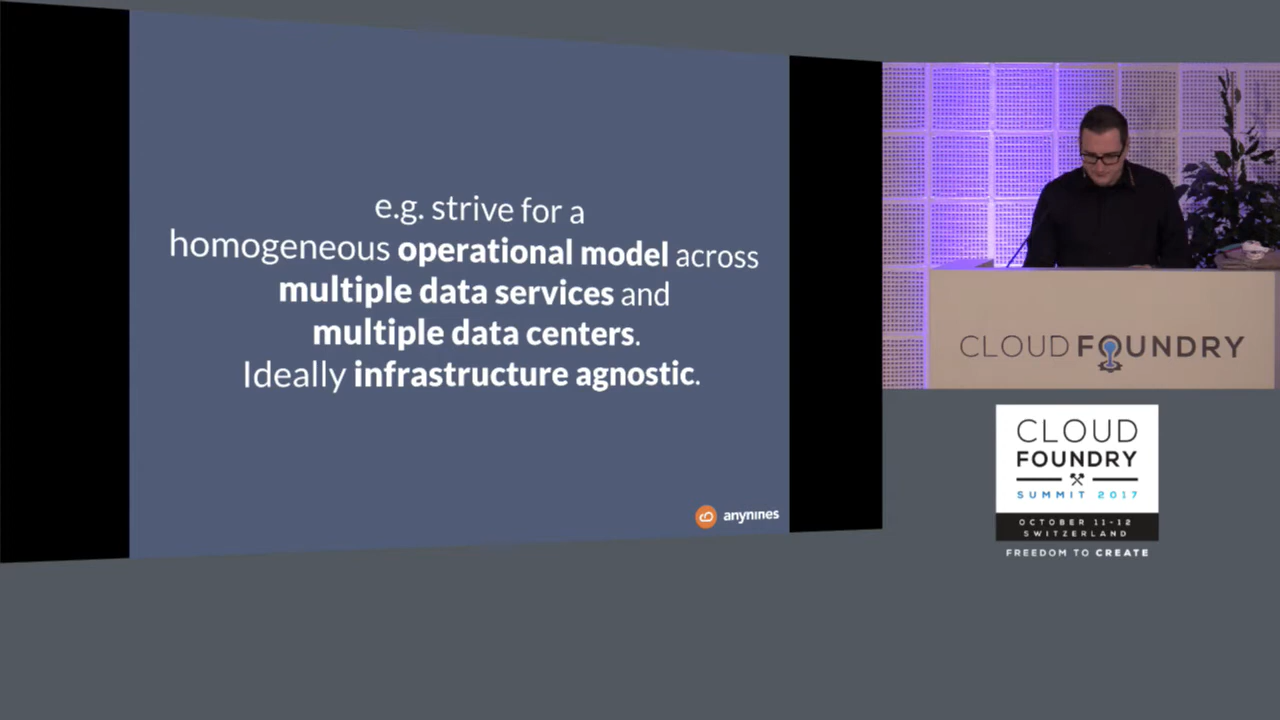 e.g. strive for a
homogeneous operational model across
multiple data services and
multiple data centers.
Ideally infrastructure agnostic.
anynines
CLOUD FOUNDRY
CLOUD
FOUNDRY
SUMMIT 2017
OCTOBER 11-12
SWITZERLAND
FREEDOM TO CREATE